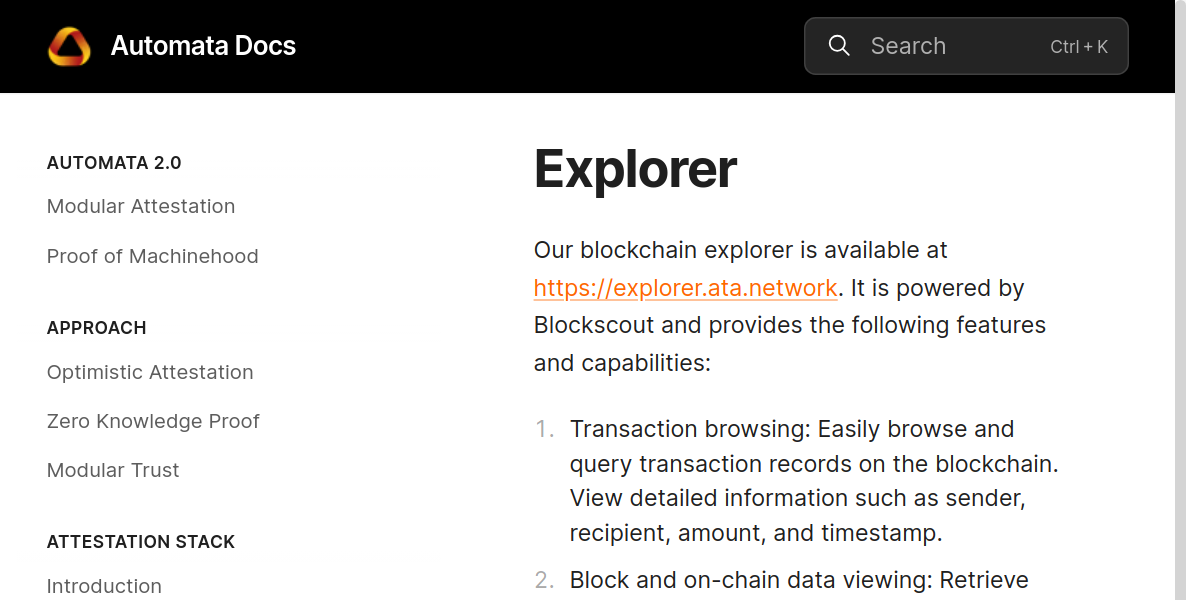 Automata Docs
Search
Ctrl + K
AUTOMATA 2.0
Modular Attestation
Proof of Machinehood
APPROACH
Optimistic Attestation
Zero Knowledge Proof
Modular Trust
ATTESTATION STACK
Introduction
Explorer
Our blockchain explorer is available at
https://explorer.ata.network. It is powered by
Blockscout and provides the following features
and capabilities:
1. Transaction browsing: Easily browse and
query transaction records on the blockchain.
View detailed information such as sender,
recipient, amount, and timestamp.
2. Block and on-chain data viewing: Retrieve